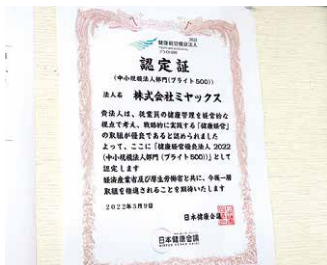 2022
健康経営優良法人
ブライト500
認定証
(中小規模法人部門(ブライト500))
法人名 株式会社ミヤックス
貴法人は、従業員の健康管理を経営的な
視点で考え、戦略的に実践する「健康経営」
の取組が優良であると認められました
よって、ここに「健康経営優良法人 2022
(中小規模法人部門(ブライト500))」として
認定します
経済産業省及び厚生労働省と共に、今後一層
取組を推進されることを期待いたします
2022年3月9日
日本健康会議
日本健康会議